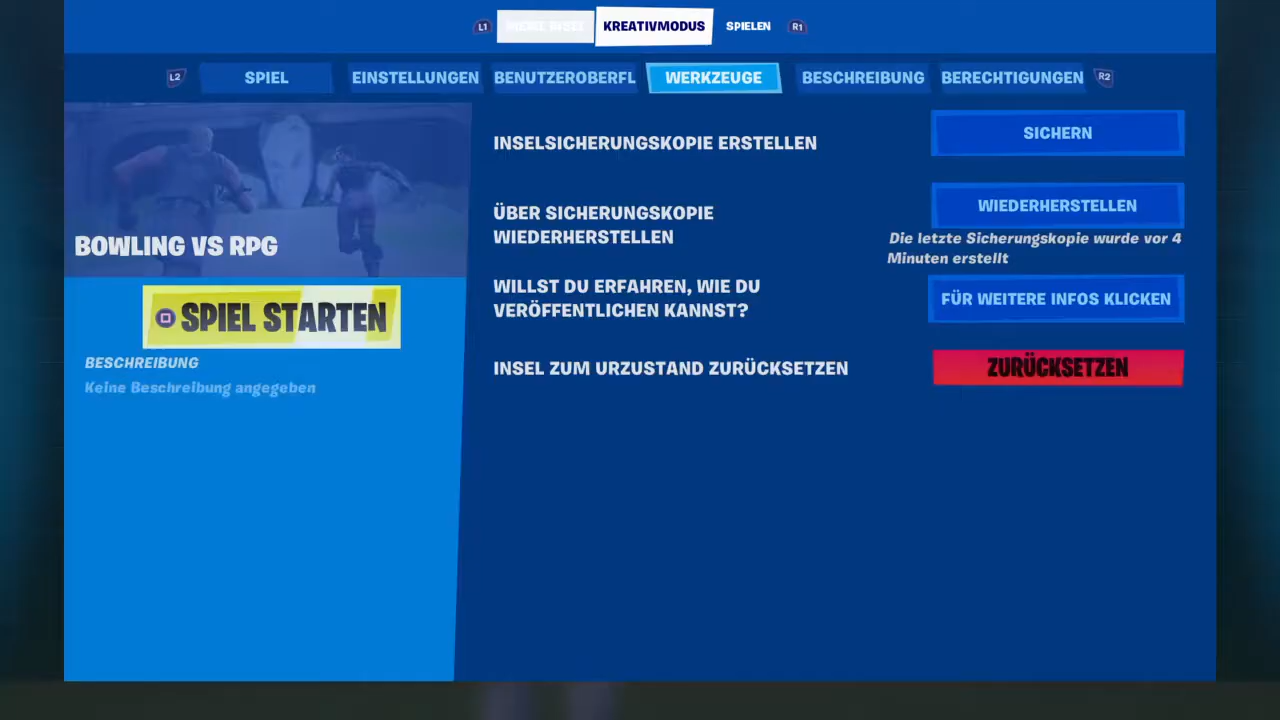 L1
KREATIVMODUS
SPIELEN
R1
L2
SPIEL
EINSTELLUNGEN
BENUTZEROBERFL
WERKZEUGE
BESCHREIBUNG
BERECHTIGUNGEN
R2
INSELSICHERUNGSKOPIE ERSTELLEN
SICHERN
BOWLING VS RPG
ÜBER SICHERUNGSKOPIE
WIEDERHERSTELLEN
WIEDERHERSTELLEN
Die letzte Sicherungskopie wurde vor 4
Minuten erstellt
SPIEL STARTEN
BESCHREIBUNG
Keine Beschreibung angegeben
WILLST DU ERFAHREN, WIE DU
VERÖFFENTLICHEN KANNST?
FÜR WEITERE INFOS KLICKEN
INSEL ZUM URZUSTAND ZURÜCKSETZEN
ZURÜCKSETZEN